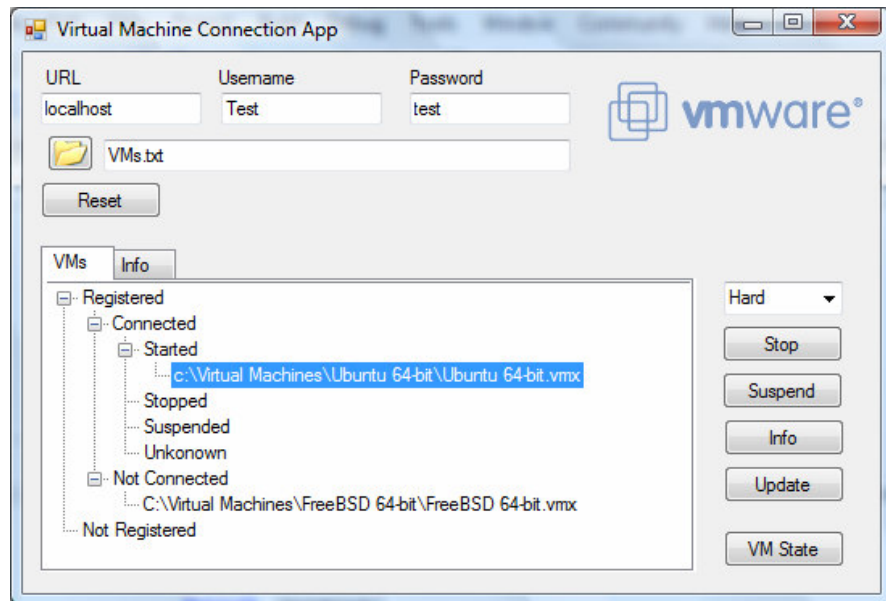 Virtual Machine Connection App
URL Username Password
localhost Test test
VMs.txt
vmware®
Reset
VMs Info
Registered
Connected
Started
c:\Virtual Machines\Ubuntu 64-bit\Ubuntu 64-bit.vmx
Stopped
Suspended
Unkonown
Not Connected
C:\Virtual Machines\FreeBSD 64-bit\FreeBSD 64-bit.vmx
Not Registered
Hard
Stop
Suspend
Info
Update
VM State